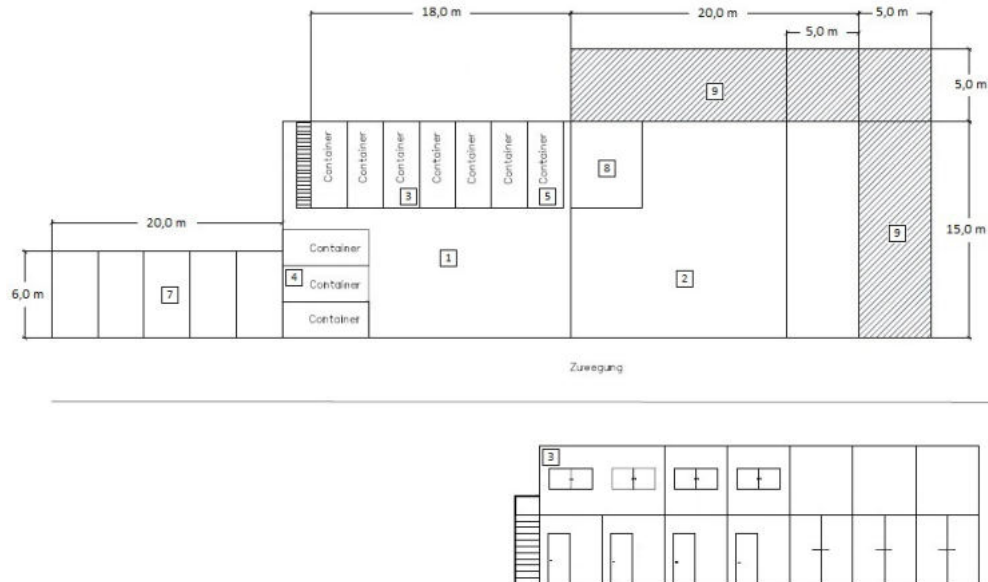 18,0 m
20,0 m
5,0 m
5,0 m
5,0 m
9
Container
Container
Container
Container
Container
Container
Container
3
5
8
20,0 m
15,0 m
9
Container
1
4
Container
2
6,0 m
7
Container
Zuwegung
3